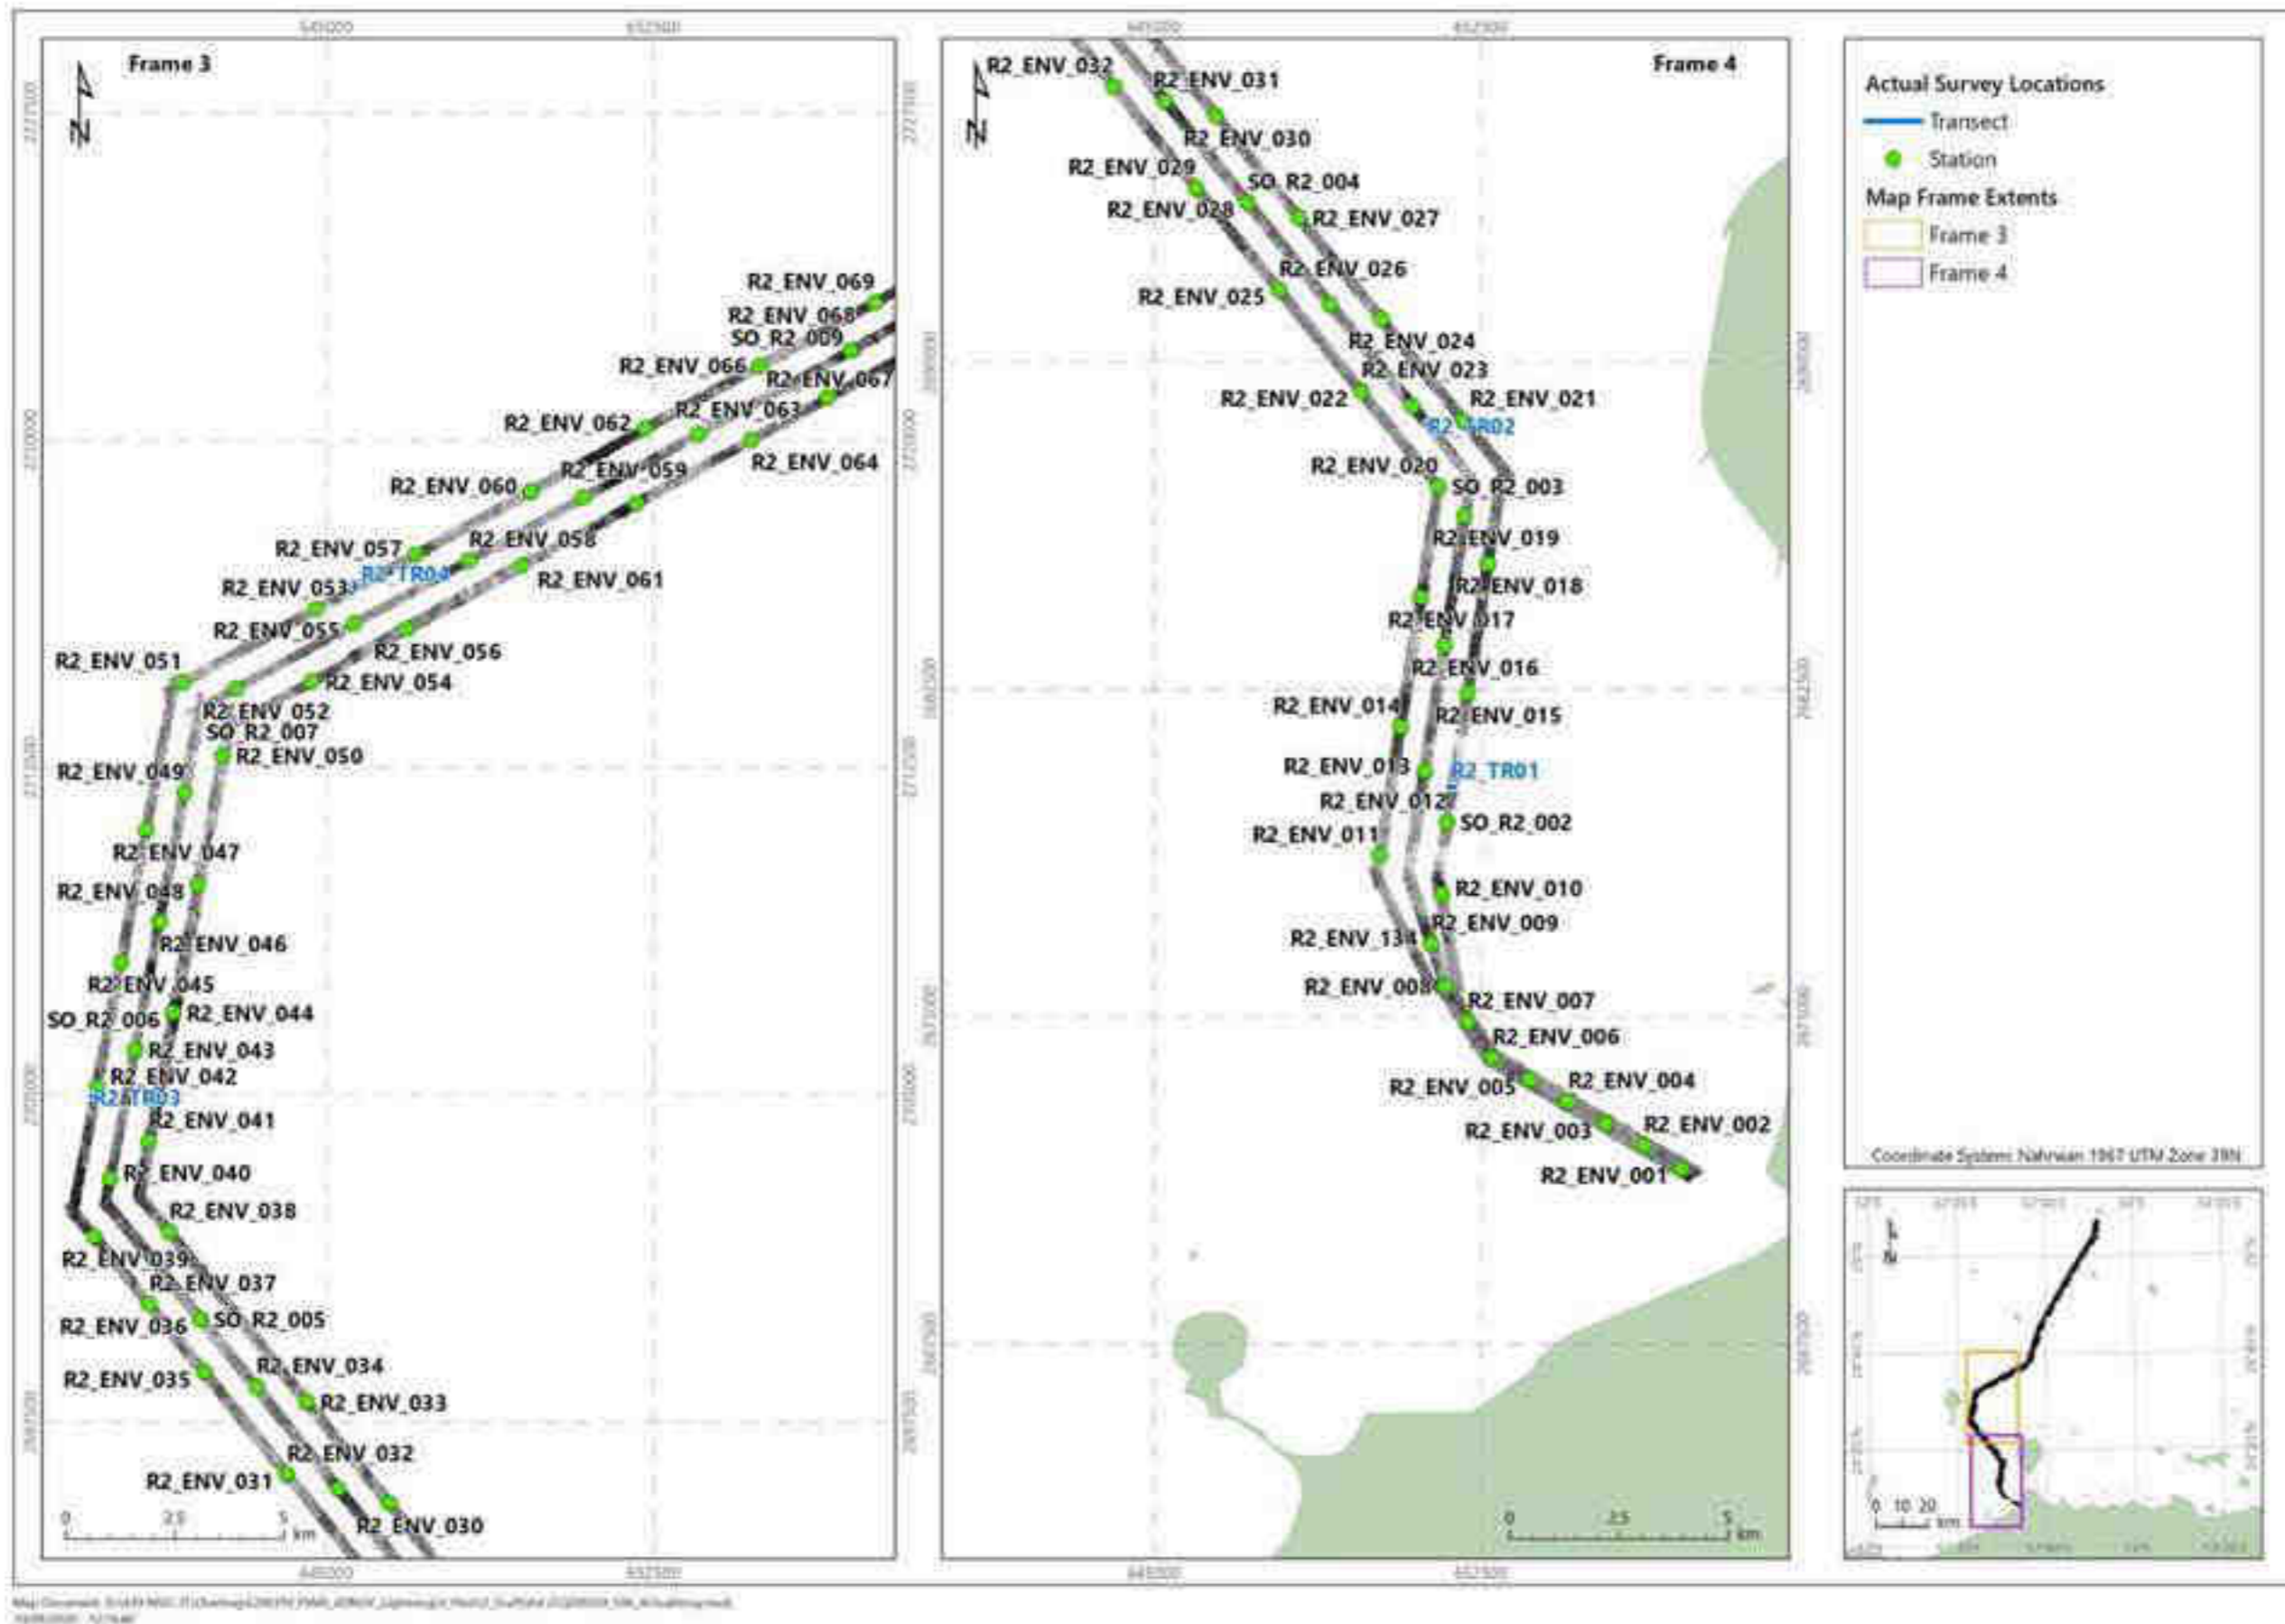 Frame 3
R2_ENV_069
R2_ENV_068
SO_R2_009
R2_ENV_066
R2_ENV_067
R2_ENV_063
R2_ENV_062
R2_ENV_064
R2_ENV_059
R2_ENV_060
R2_ENV_058
R2_ENV_057
R2_TR04
R2_ENV_061
R2_ENV_053
R2_ENV_055
R2_ENV_056
R2_ENV_051
R2_ENV_054
R2_ENV_052
SO_R2_007
R2_ENV_050
R2_ENV_049
R2_ENV_047
R2_ENV_048
R2_ENV_046
R2_ENV_045
R2_ENV_044
SO_R2_006
R2_ENV_043
R2_ENV_042
R2_TR03
R2_ENV_041
R2_ENV_040
R2_ENV_038
R2_ENV_039
R2_ENV_037
R2_ENV_036
SO_R2_005
R2_ENV_034
R2_ENV_035
R2_ENV_033
R2_ENV_032
R2_ENV_031
R2_ENV_030
0 2.5 5 km
Frame 4
R2_ENV_032
R2_ENV_031
R2_ENV_030
R2_ENV_029
SO_R2_004
R2_ENV_028
R2_ENV_027
R2_ENV_026
R2_ENV_025
R2_ENV_024
R2_ENV_023
R2_ENV_022
R2_ENV_021
R2_TR02
R2_ENV_020
SO_R2_003
R2_ENV_019
R2_ENV_018
R2_ENV_017
R2_ENV_016
R2_ENV_014
R2_ENV_015
R2_ENV_013
R2_TR01
R2_ENV_012
R2_ENV_011
SO_R2_002
R2_ENV_010
R2_ENV_009
R2_ENV_134
R2_ENV_008
R2_ENV_007
R2_ENV_006
R2_ENV_005
R2_ENV_004
R2_ENV_003
R2_ENV_002
R2_ENV_001
0 2.5 5 km
Actual Survey Locations
Transect
Station
Map Frame Extents
Frame 3
Frame 4
Coordinate System: Nahrwan 1967 UTM Zone 39N
0 10 20 km